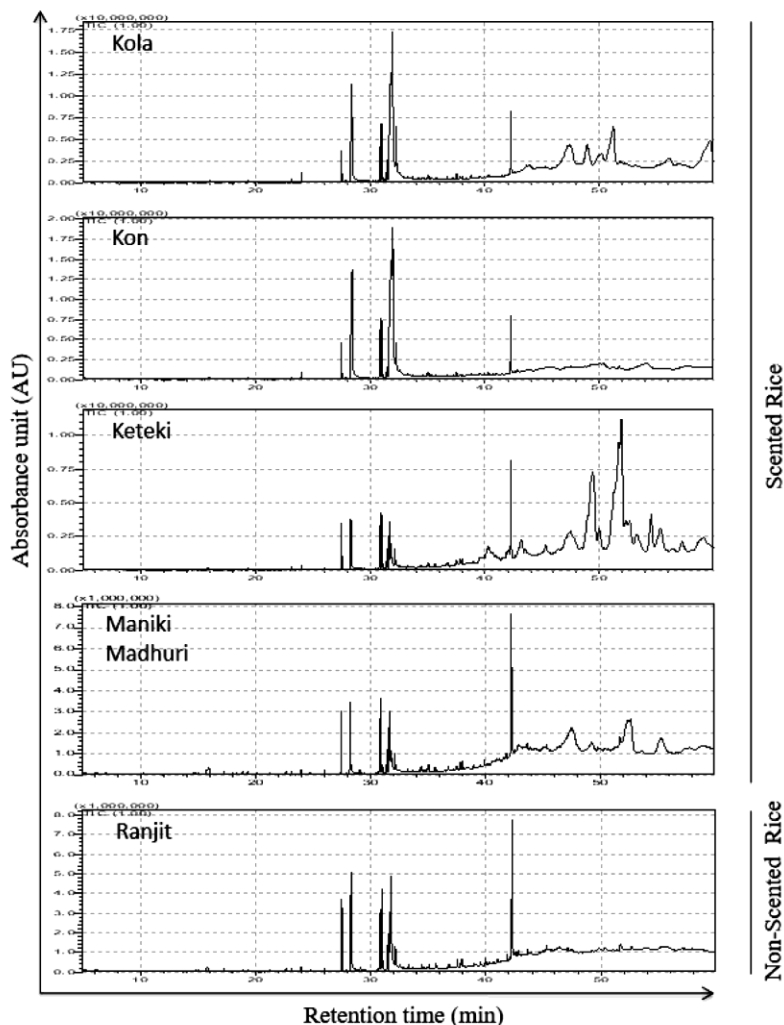 (x10,000,000)
TIC (1.00)
Kola
1.75
1.50
1.25
1.00
0.75
0.50
0.25
0.00
10 20 30 40 50
(x10,000,000)
2.00
TIC (1.00)
Kon
1.75
1.50
1.25
1.00
0.75
0.50
0.25
0.00
10 20 30 40 50
(x10,000,000)
TIC (1.00)
Keteki
1.00
0.75
0.50
0.25
0.00
10 20 30 40 50
(x1,000,000)
8.0
TIC (1.00)
Maniki
Madhuri
7.0
6.0
5.0
4.0
3.0
2.0
1.0
0.0
10 20 30 40 50
(x1,000,000)
8.0
TIC (1.00)
Ranjit
7.0
6.0
5.0
4.0
3.0
2.0
1.0
0.0
10 20 30 40 50
Absorbance unit (AU)
Retention time (min)
Scented Rice
Non-Scented Rice